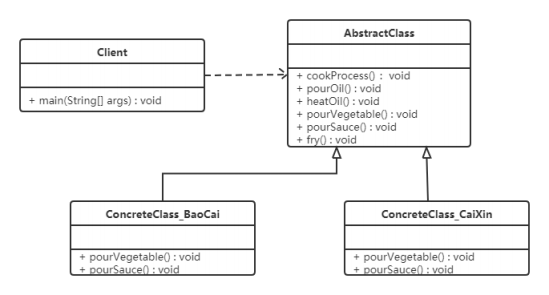 Client
+ main(String[] args) : void
AbstractClass
+ cookProcess() : void
+ pourOil() : void
+ heatOil() : void
+ pourVegetable() : void
+ pourSauce() : void
+ fry() : void
ConcreteClass_BaoCai
+ pourVegetable() : void
+ pourSauce() : void
ConcreteClass_CaiXin
+ pourVegetable() : void
+ pourSauce() : void